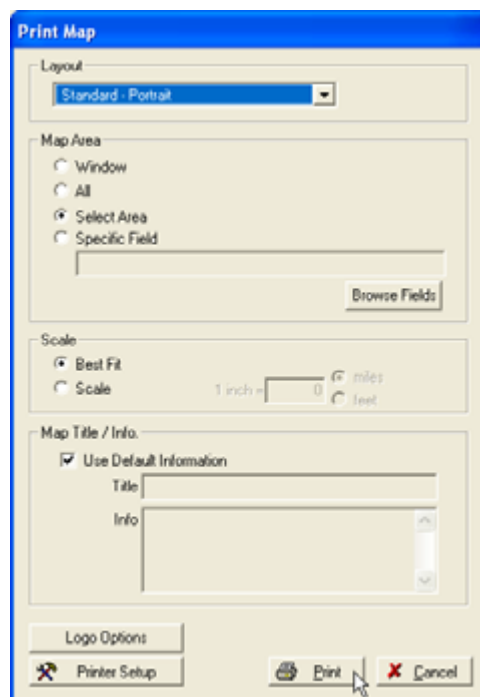 Print Map
Layout
Standard - Portrait
Map Area
Window
All
Select Area
Specific Field
Browse Fields
Scale
Best Fit
Scale 1 inch = 0 miles
feet
Map Title / Info.
Use Default Information
Title
Info
Logo Options
Printer Setup Print Cancel